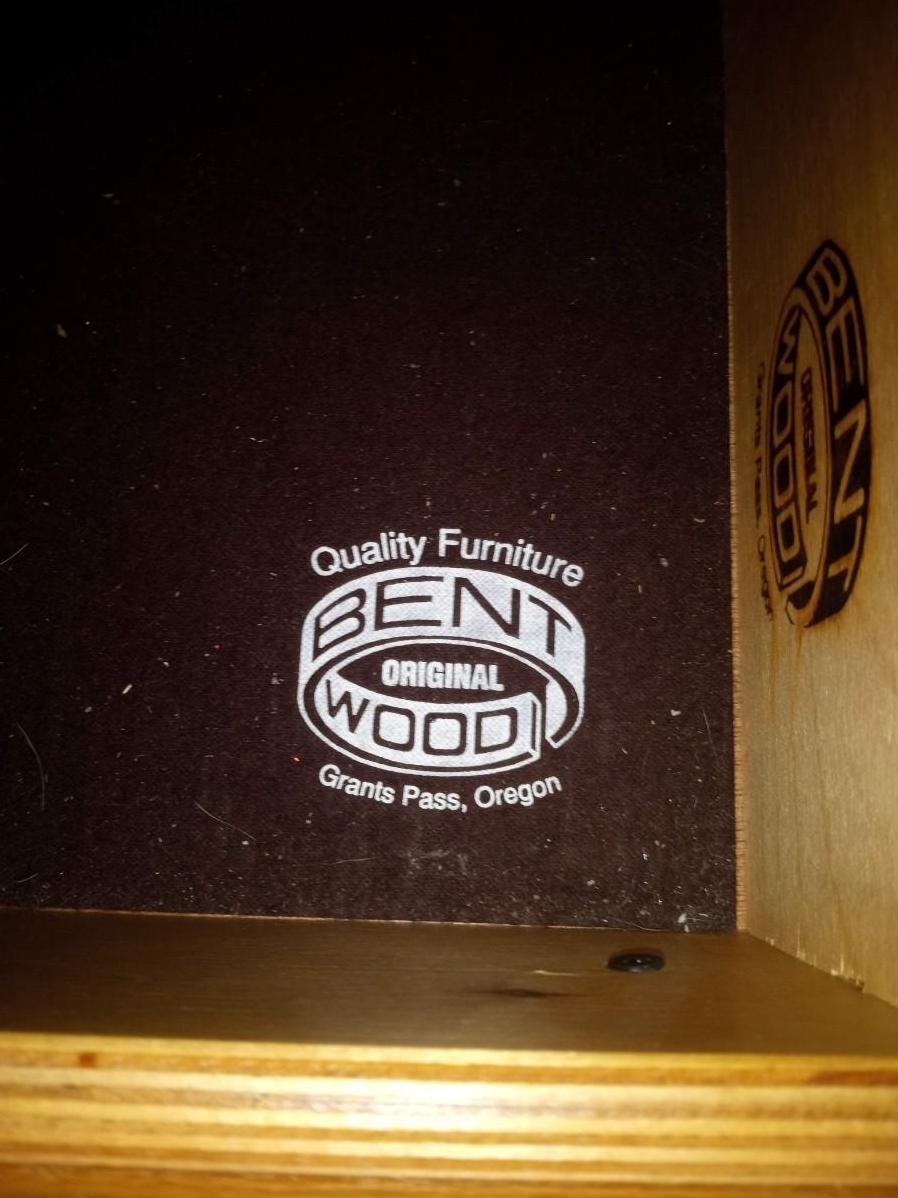 Quality Furniture
BENT
ORIGINAL
WOOD
Grants Pass, Oregon
BENT
ORIGINAL
WOOD
Grants Pass, Oregon